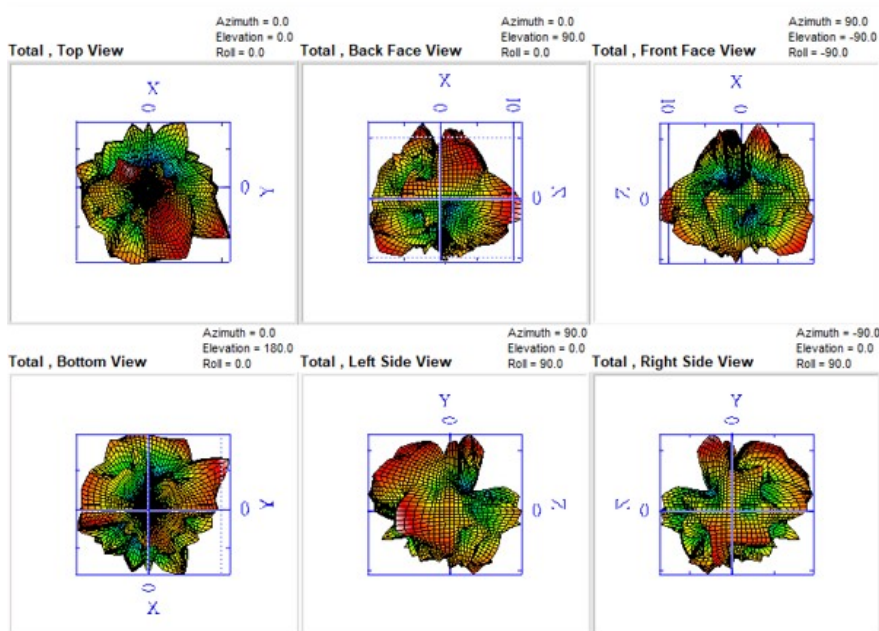 Azimuth = 0.0
Elevation = 0.0
Roll = 0.0
Total , Top View
X
0
0
Y
Azimuth = 0.0
Elevation = 90.0
Roll = 0.0
Total , Back Face View
X
0
10
0
Z
Azimuth = 90.0
Elevation = -90.0
Roll = -90.0
Total , Front Face View
X
10
0
Z
0
Azimuth = 0.0
Elevation = 180.0
Roll = 0.0
Total , Bottom View
0
Y
0
X
Azimuth = 90.0
Elevation = 0.0
Roll = 90.0
Total , Left Side View
Y
0
0
Z
Azimuth = -90.0
Elevation = 0.0
Roll = 90.0
Total , Right Side View
Y
0
Z
0